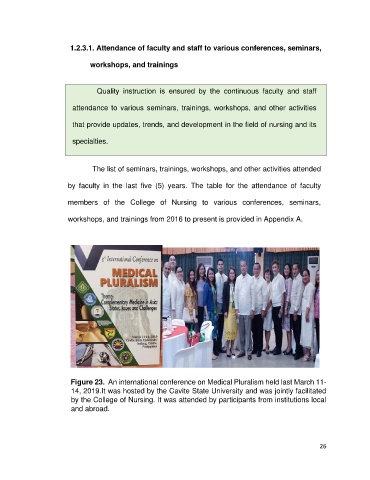 1.2.3.1. Attendance of faculty and staff to various conferences, seminars,
workshops, and trainings
Quality instruction is ensured by the continuous faculty and staff
attendance to various seminars, trainings, workshops, and other activities
that provide updates, trends, and development in the field of nursing and its
specialties.
The list of seminars, trainings, workshops, and other activities attended
by faculty in the last five (5) years. The table for the attendance of faculty
members of the College of Nursing to various conferences, seminars,
workshops, and trainings from 2016 to present is provided in Appendix A.
International Conference on
MEDICAL
PLURALISM
Theme:
Complementary Medicine in Asia:
Status, Issues and Challenges
Figure 23. An international conference on Medical Pluralism held last March 11-
14, 2019.It was hosted by the Cavite State University and was jointly facilitated
by the College of Nursing. It was attended by participants from institutions local
and abroad.
26